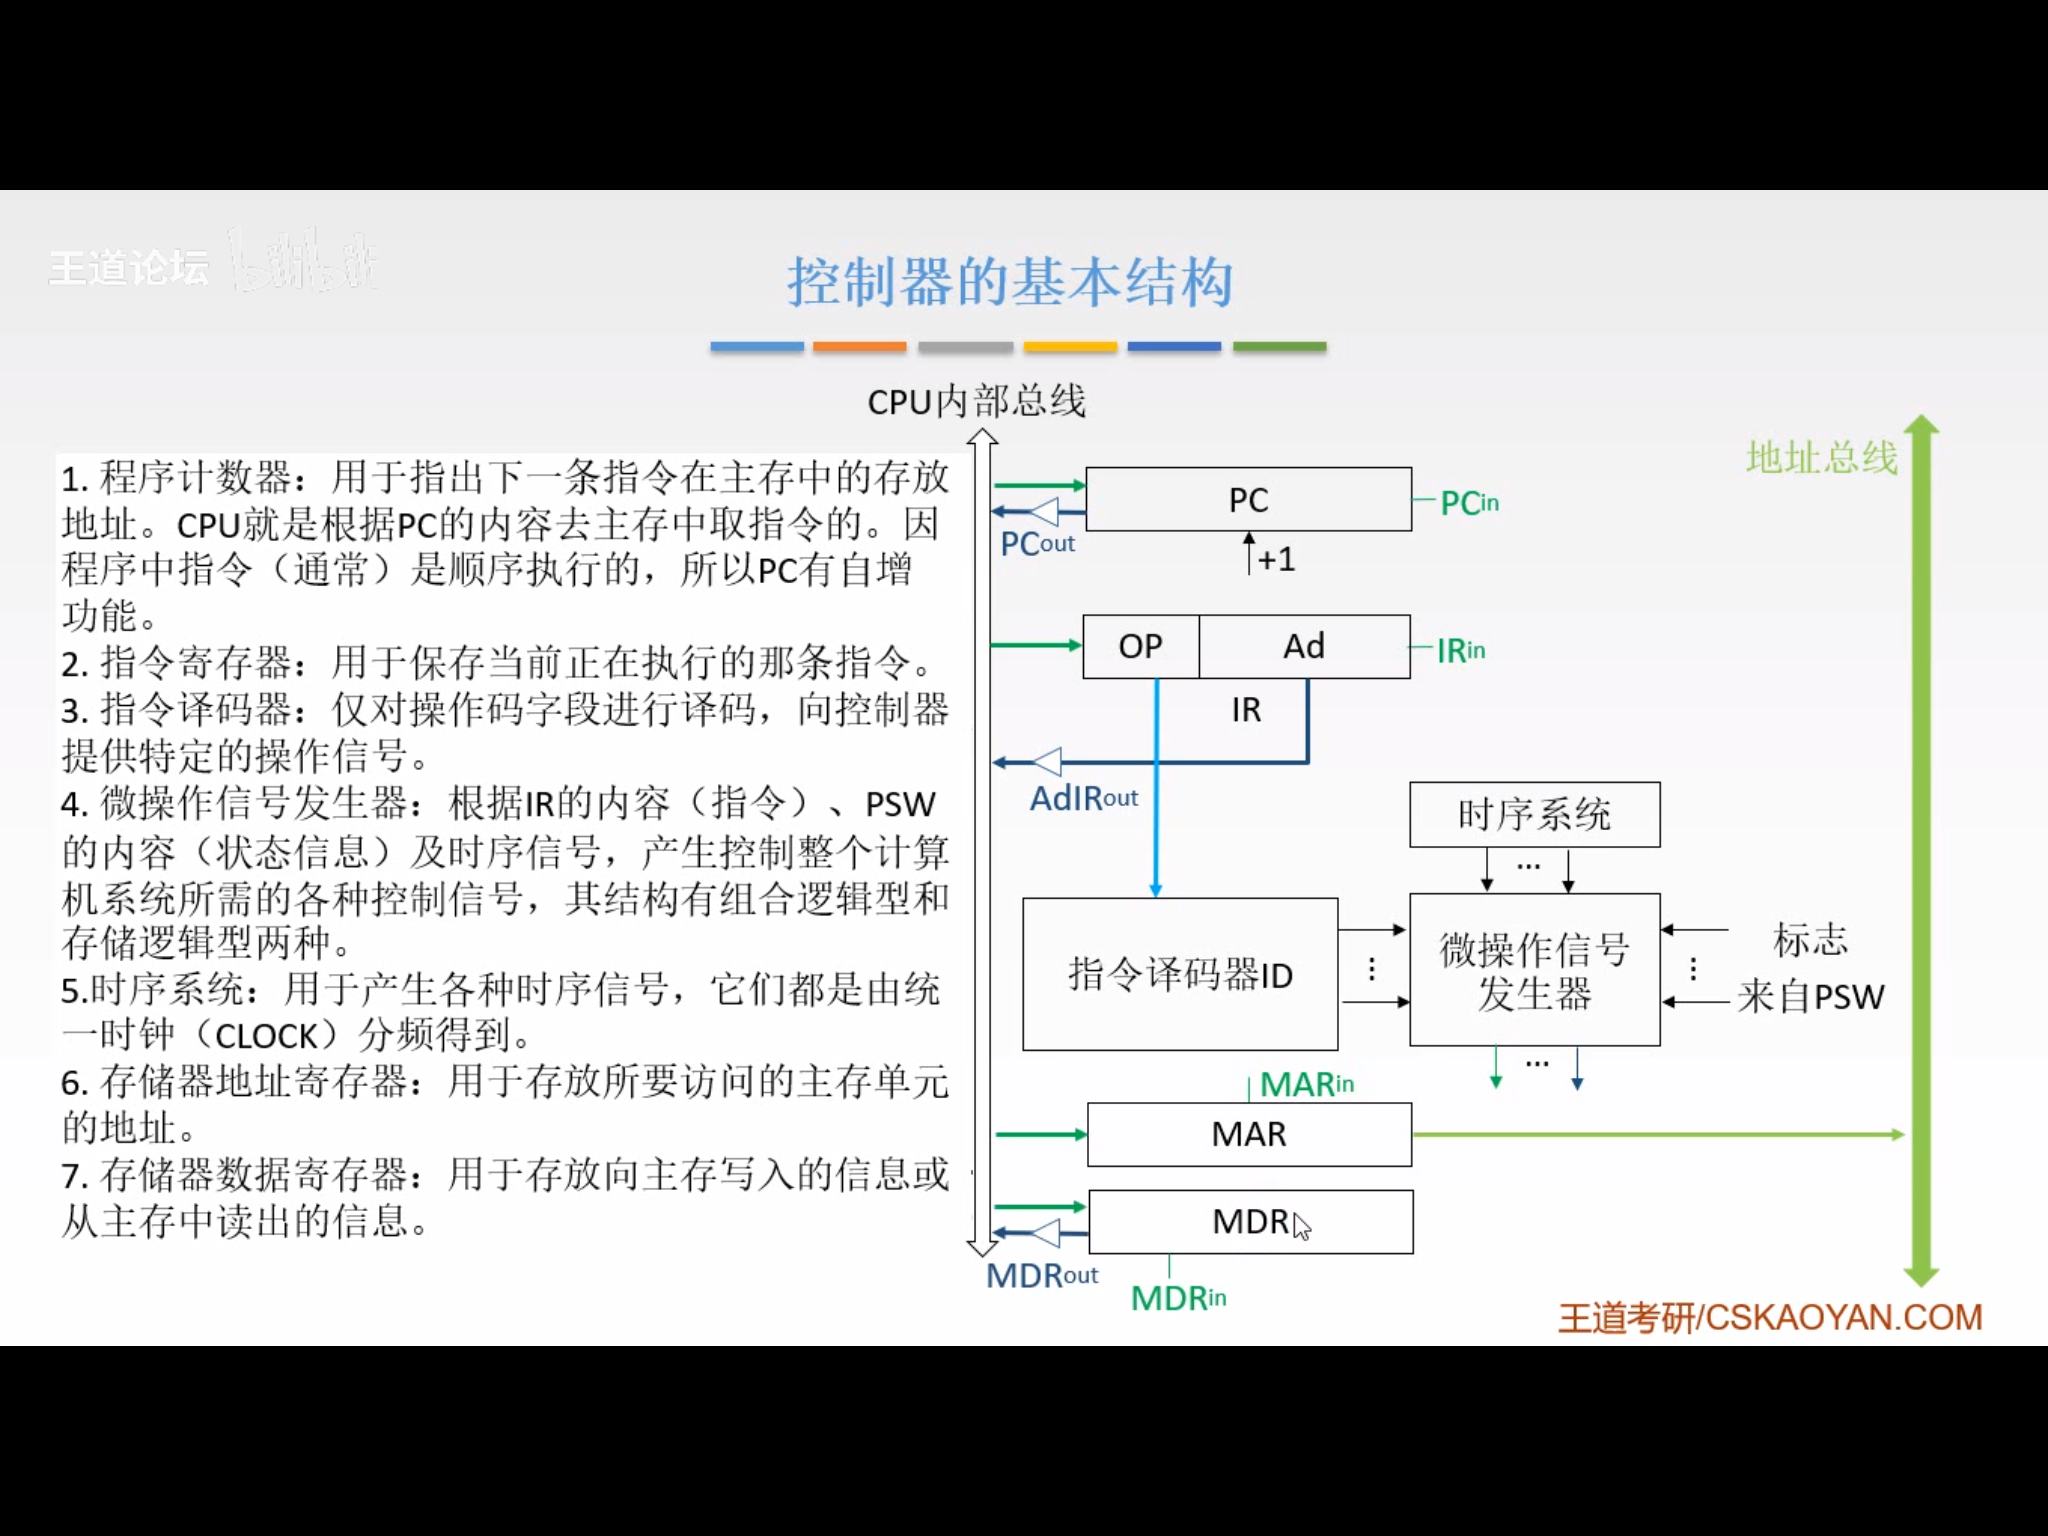 王道论坛 bilibili
控制器的基本结构
CPU内部总线
地址总线
1. 程序计数器：用于指出下一条指令在主存中的存放
地址。CPU就是根据PC的内容去主存中取指令的。因
程序中指令（通常）是顺序执行的，所以PC有自增
功能。
2. 指令寄存器：用于保存当前正在执行的那条指令。
3. 指令译码器：仅对操作码字段进行译码，向控制器
提供特定的操作信号。
4. 微操作信号发生器：根据IR的内容（指令）、PSW
的内容（状态信息）及时序信号，产生控制整个计算
机系统所需的各种控制信号，其结构有组合逻辑型和
存储逻辑型两种。
5.时序系统：用于产生各种时序信号，它们都是由统
一时钟（CLOCK）分频得到。
6. 存储器地址寄存器：用于存放所要访问的主存单元
的地址。
7. 存储器数据寄存器：用于存放向主存写入的信息或
从主存中读出的信息。
PC
PCin
PCout
+1
OP
Ad
IRin
IR
AdIRout
时序系统
...
指令译码器ID
...
微操作信号
发生器
...
标志
来自PSW
...
MARin
MAR
MDR
MDRout
MDRin
王道考研/CSKAOYAN.COM